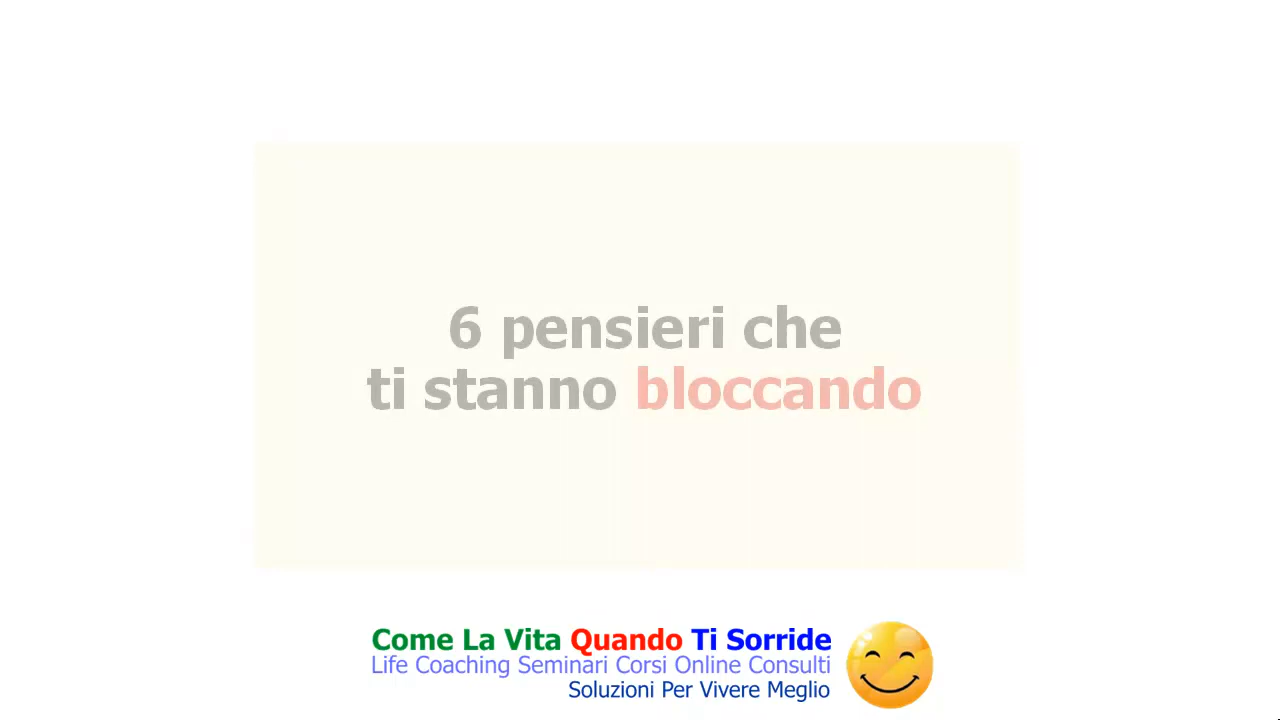 6 pensieri che
ti stanno bloccando
Come La Vita Quando Ti Sorride
Life Coaching Seminari Corsi Online Consulti
Soluzioni Per Vivere Meglio